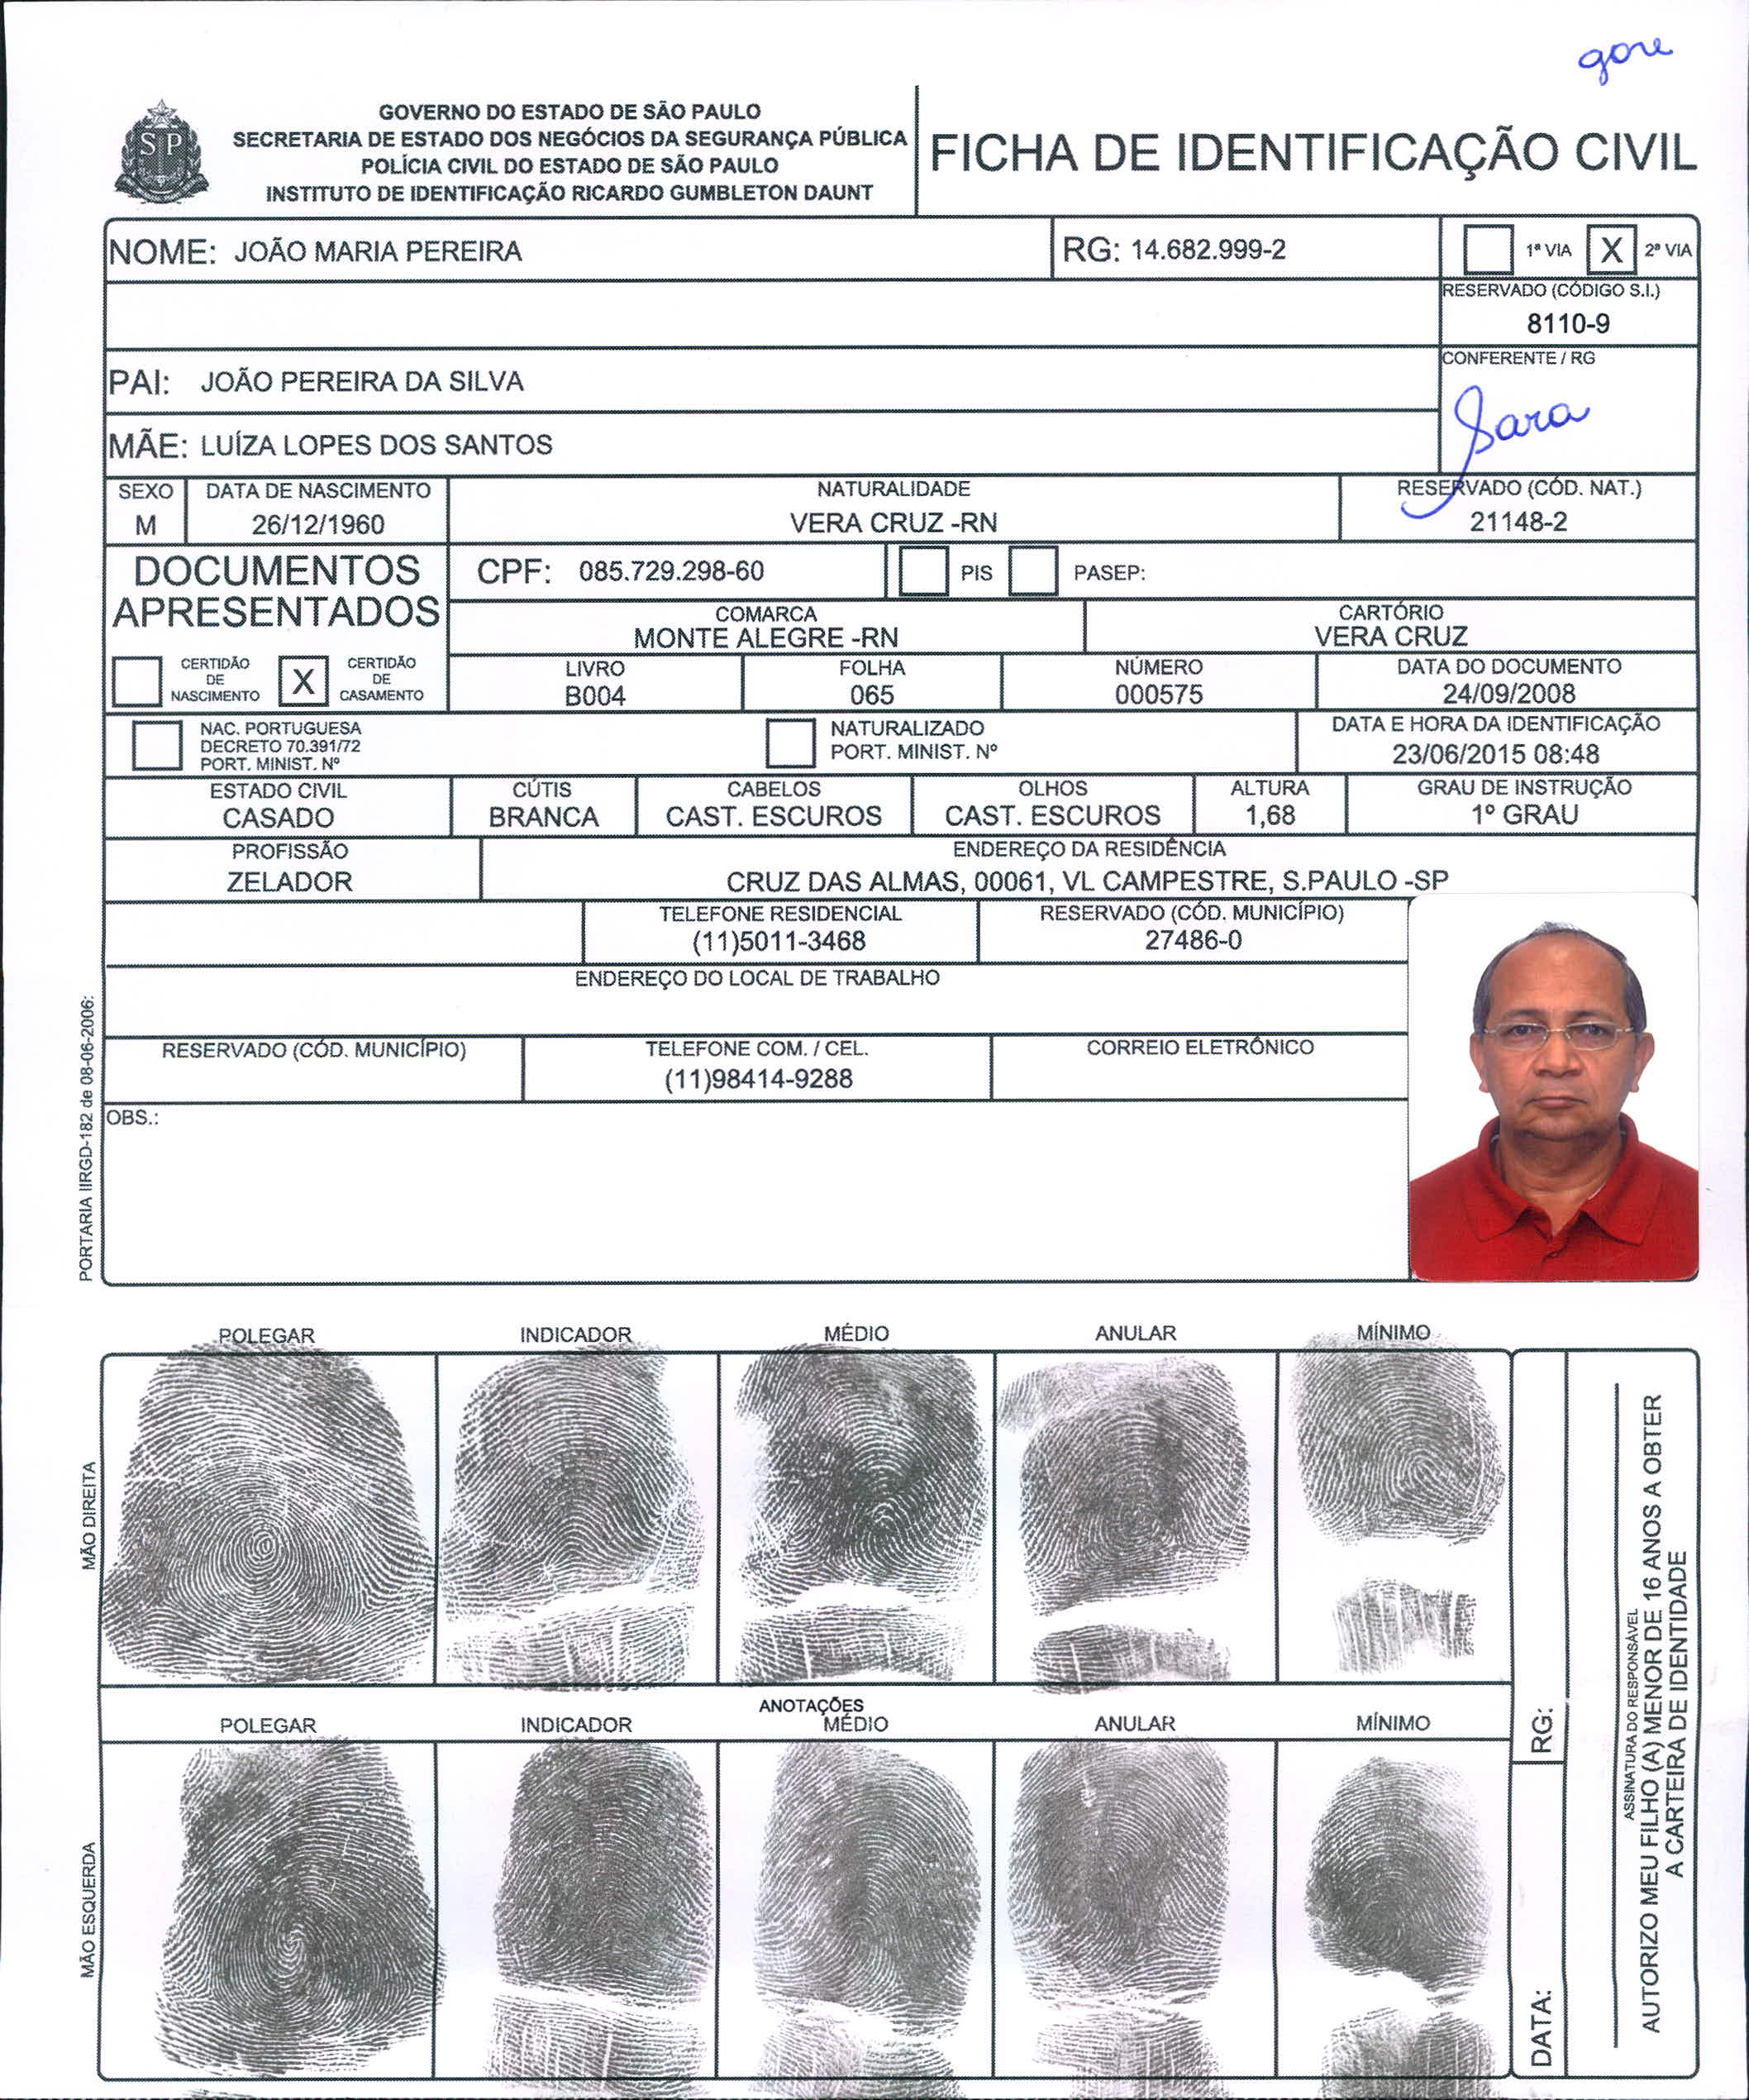 gore
GOVERNO DO ESTADO DE SÃO PAULO
SECRETARIA DE ESTADO DOS NEGÓCIOS DA SEGURANÇA PÚBLICA
POLÍCIA CIVIL DO ESTADO DE SÃO PAULO
INSTITUTO DE IDENTIFICAÇÃO RICARDO GUMBLETON DAUNT
SP
FICHA DE IDENTIFICAÇÃO CIVIL
NOME: JOÃO MARIA PEREIRA
RG: 14.682.999-2
1ª VIA X 2ª VIA
RESERVADO (CÓDIGO S.I.)
8110-9
PAI: JOÃO PEREIRA DA SILVA
CONFERENTE / RG
Sara
MÃE: LUÍZA LOPES DOS SANTOS
SEXO
M
DATA DE NASCIMENTO
26/12/1960
NATURALIDADE
VERA CRUZ -RN
RESERVADO (CÓD. NAT.)
21148-2
DOCUMENTOS
APRESENTADOS
CPF: 085.729.298-60
PIS
PASEP:
COMARCA
MONTE ALEGRE -RN
CARTÓRIO
VERA CRUZ
CERTIDÃO
DE
NASCIMENTO
X
CERTIDÃO
DE
CASAMENTO
LIVRO
B004
FOLHA
065
NÚMERO
000575
DATA DO DOCUMENTO
24/09/2008
NAC. PORTUGUESA
DECRETO 70.391/72
PORT. MINIST. Nº
NATURALIZADO
PORT. MINIST. Nº
DATA E HORA DA IDENTIFICAÇÃO
23/06/2015 08:48
ESTADO CIVIL
CASADO
CÚTIS
BRANCA
CABELOS
CAST. ESCUROS
OLHOS
CAST. ESCUROS
ALTURA
1,68
GRAU DE INSTRUÇÃO
1º GRAU
PROFISSÃO
ZELADOR
ENDEREÇO DA RESIDÊNCIA
CRUZ DAS ALMAS, 00061, VL CAMPESTRE, S.PAULO -SP
TELEFONE RESIDENCIAL
(11)5011-3468
RESERVADO (CÓD. MUNICÍPIO)
27486-0
ENDEREÇO DO LOCAL DE TRABALHO
RESERVADO (CÓD. MUNICÍPIO)
TELEFONE COM. / CEL.
(11)98414-9288
CORREIO ELETRÔNICO
OBS.:
PORTARIA IIRGD-182 de 08-06-2006:
POLEGAR INDICADOR MÉDIO ANULAR MÍNIMO
MÃO DIREITA
ANOTAÇÕES
POLEGAR INDICADOR MÉDIO ANULAR MÍNIMO
MÃO ESQUERDA
RG:
DATA:
ASSINATURA DO RESPONSÁVEL
AUTORIZO MEU FILHO (A) MENOR DE 16 ANOS A OBTER
A CARTEIRA DE IDENTIDADE